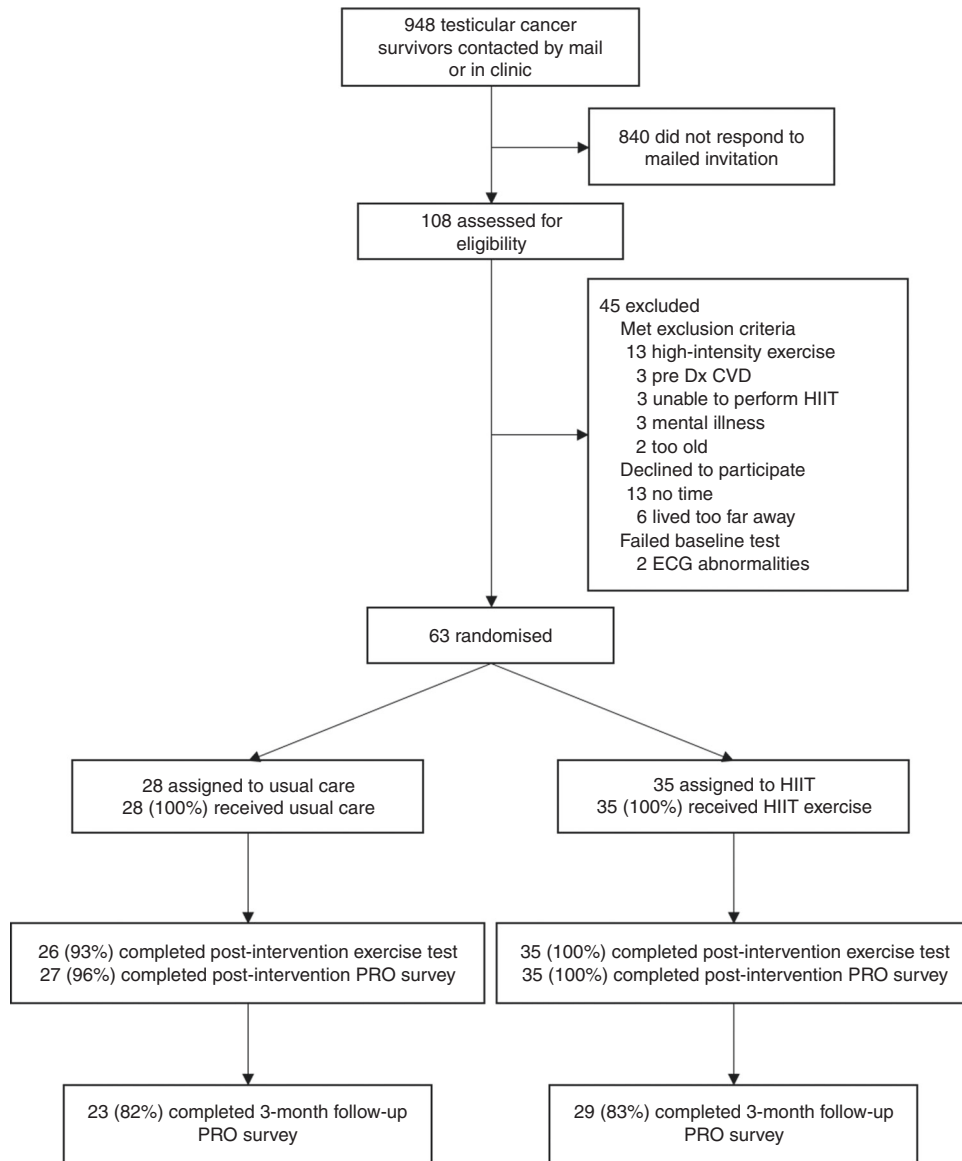 948 testicular cancer
survivors contacted by mail
or in clinic
840 did not respond to
mailed invitation
108 assessed for
eligibility
45 excluded
Met exclusion criteria
13 high-intensity exercise
3 pre Dx CVD
3 unable to perform HIIT
3 mental illness
2 too old
Declined to participate
13 no time
6 lived too far away
Failed baseline test
2 ECG abnormalities
63 randomised
28 assigned to usual care
28 (100%) received usual care
35 assigned to HIIT
35 (100%) received HIIT exercise
26 (93%) completed post-intervention exercise test
27 (96%) completed post-intervention PRO survey
35 (100%) completed post-intervention exercise test
35 (100%) completed post-intervention PRO survey
23 (82%) completed 3-month follow-up
PRO survey
29 (83%) completed 3-month follow-up
PRO survey